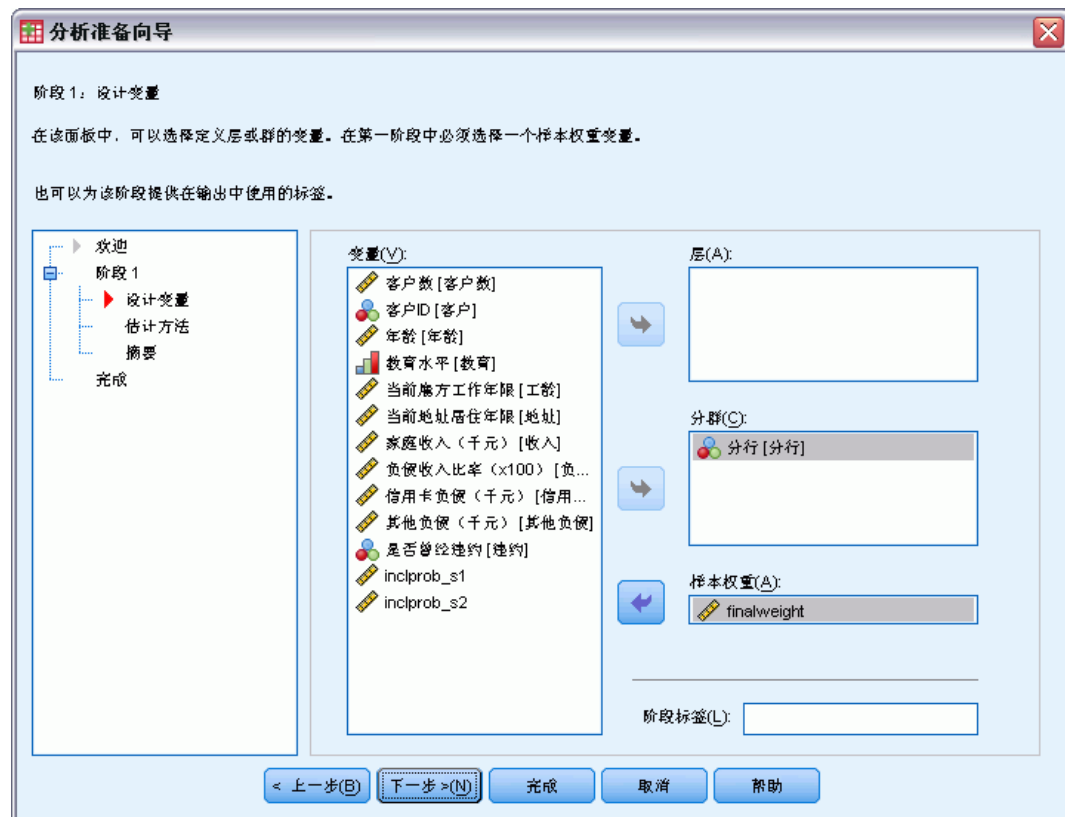 分析准备向导
阶段 1：设计变量
在该面板中，可以选择定义层或群的变量。在第一阶段中必须选择一个样本权重变量。
也可以为该阶段提供在输出中使用的标签。
欢迎
阶段 1
设计变量
估计方法
摘要
完成
变量(V):
客户数 [客户数]
客户ID [客户]
年龄 [年龄]
教育水平 [教育]
当前雇方工作年限 [工龄]
当前地址居住年限 [地址]
家庭收入（千元） [收入]
负债收入比率（x100） [负...
信用卡负债（千元） [信用...
其他负债（千元） [其他负债]
是否曾经违约 [违约]
inclprob_s1
inclprob_s2
层(A):
分群(C):
分行 [分行]
样本权重(A):
finalweight
阶段标签(L):
< 上一步(B)
下一步 >(N)
完成
取消
帮助